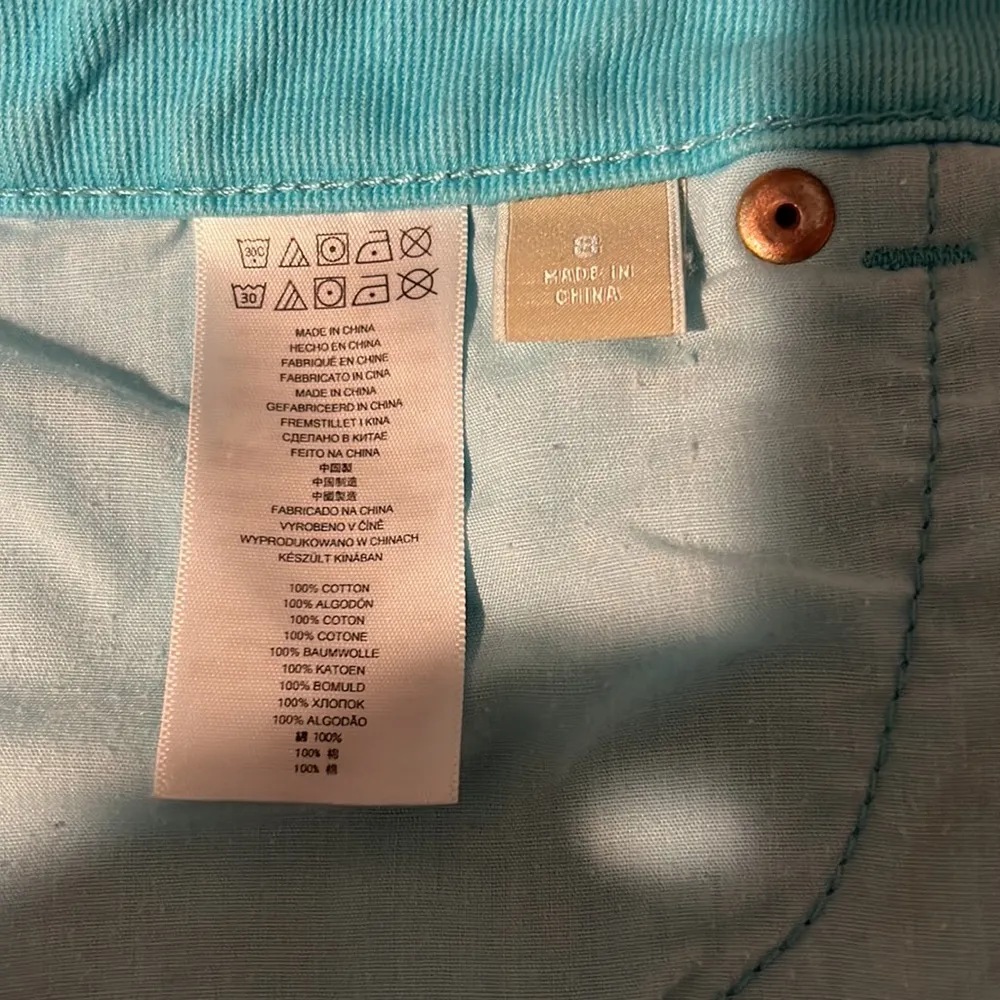 30C
30
MADE IN CHINA
HECHO EN CHINA
FABRIQUÉ EN CHINE
FABBRICATO IN CINA
MADE IN CHINA
GEFABRICEERD IN CHINA
FREMSTILLET I KINA
СДЕЛАНО В КИТАЕ
FEITO NA CHINA
中国製
中国制造
中國製造
FABRICADO NA CHINA
VYROBENO V ČÍNĚ
WYPRODUKOWANO W CHINACH
KÉSZÜLT KÍNÁBAN
100% COTTON
100% ALGODÓN
100% COTON
100% COTONE
100% BAUMWOLLE
100% KATOEN
100% BOMULD
100% ХЛОПОК
100% ALGODÃO
綿 100%
100% 棉
100% 棉
8
MADE IN
CHINA